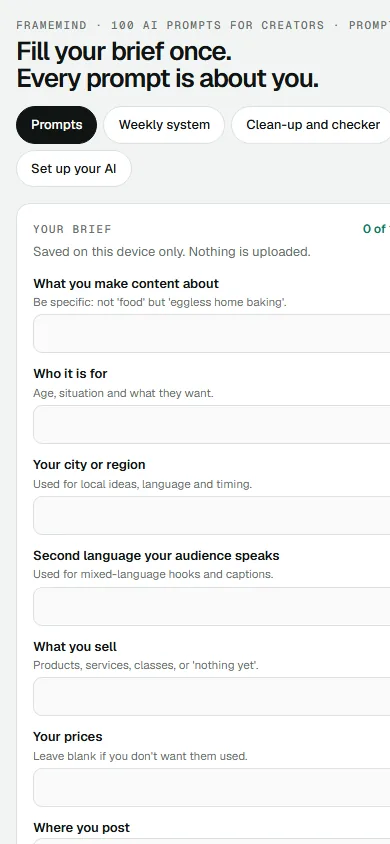 FRAMEMIND · 100 AI PROMPTS FOR CREATORS ·
Fill your brief once.
Every prompt is about you.
Prompts
Weekly system
Clean-up and checker
Set up your AI
YOUR BRIEF
0 of
Saved on this device only. Nothing is uploaded.
What you make content about
Be specific: not 'food' but 'eggless home baking'.
Who it is for
Age, situation and what they want.
Your city or region
Used for local ideas, language and timing.
Second language your audience speaks
Used for mixed-language hooks and captions.
What you sell
Products, services, classes, or 'nothing yet'.
Your prices
Leave blank if you don't want them used.
Where you post